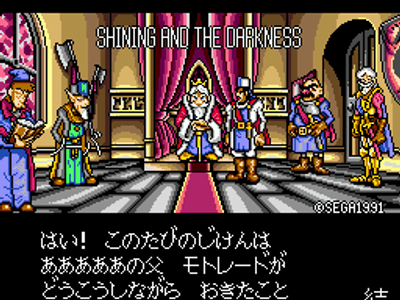 SHINING AND THE DARKNESS
©SEGA1991
はい! このたびのじけんは
あああああの父 モトレードが
どうこうしながら おきたこと
結